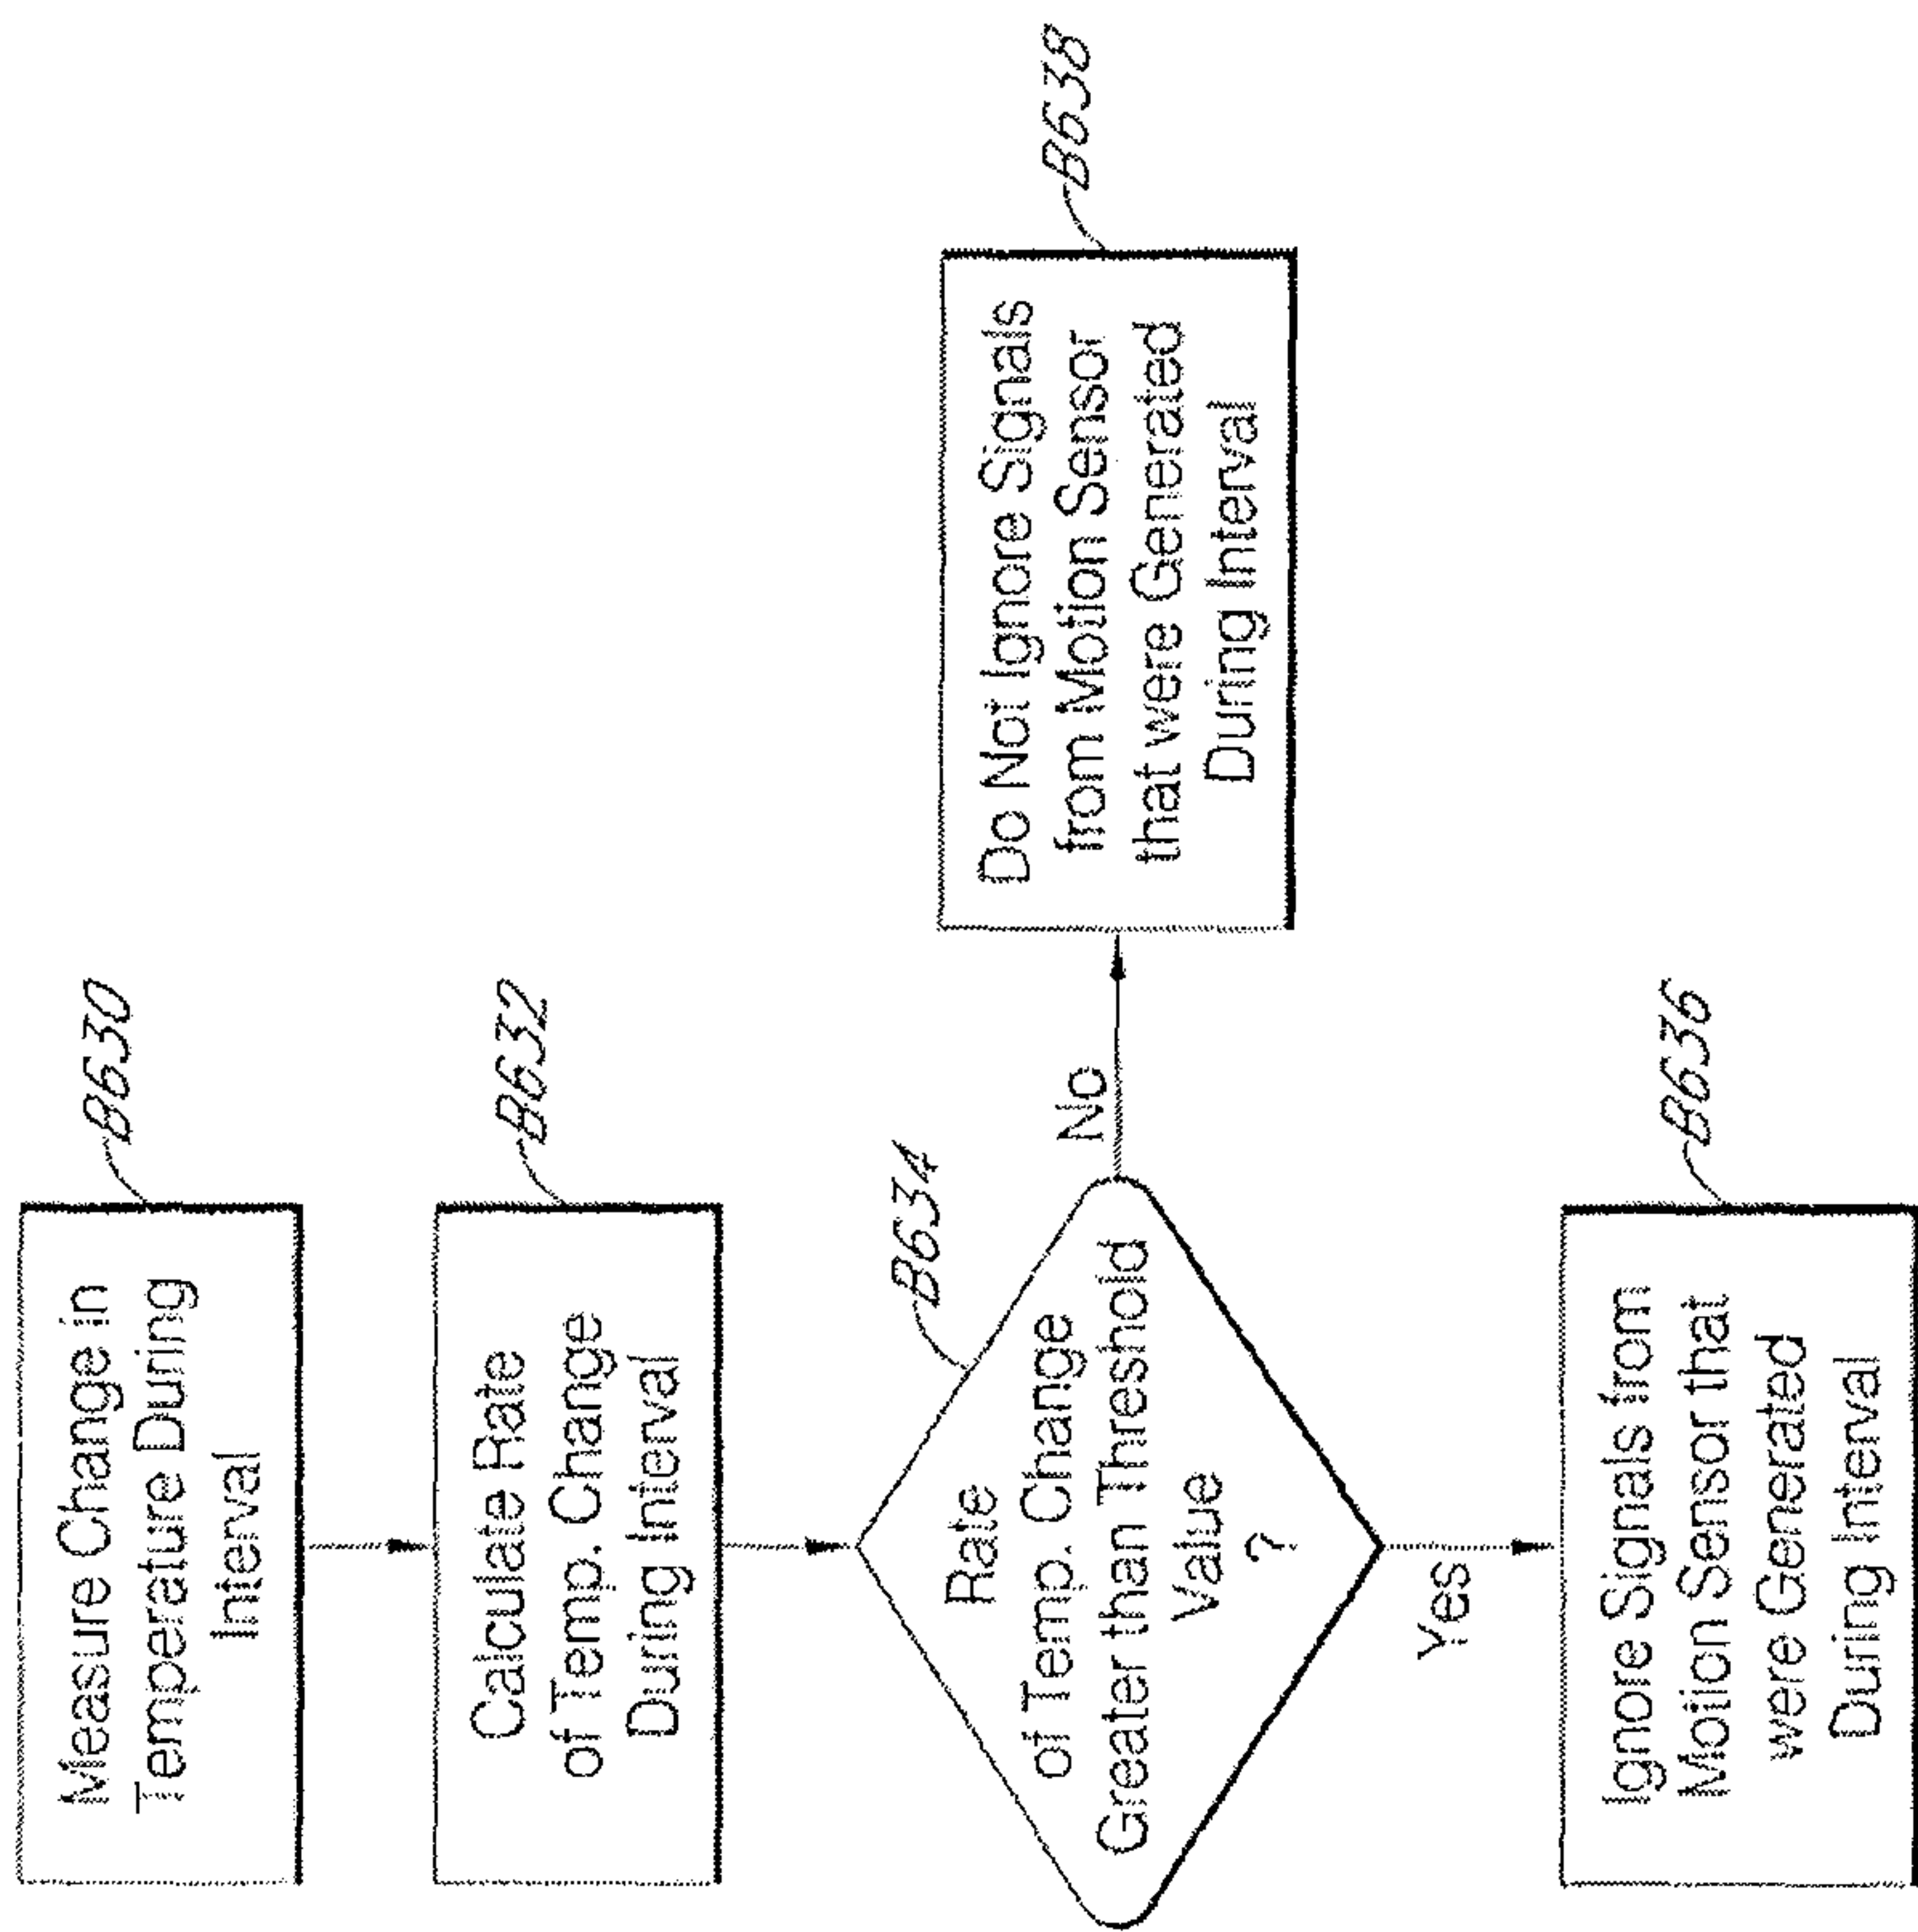 Measure Change in
Temperature During
Interval
B630
Calculate Rate
of Temp. Change
During Interval
B632
Rate
of Temp. Change
Greater than Threshold
Value
?
B634
No
Do Not Ignore Signals
from Motion Sensor
that were Generated
During Interval
B638
Yes
Ignore Signals from
Motion Sensor that
were Generated
During Interval
B636